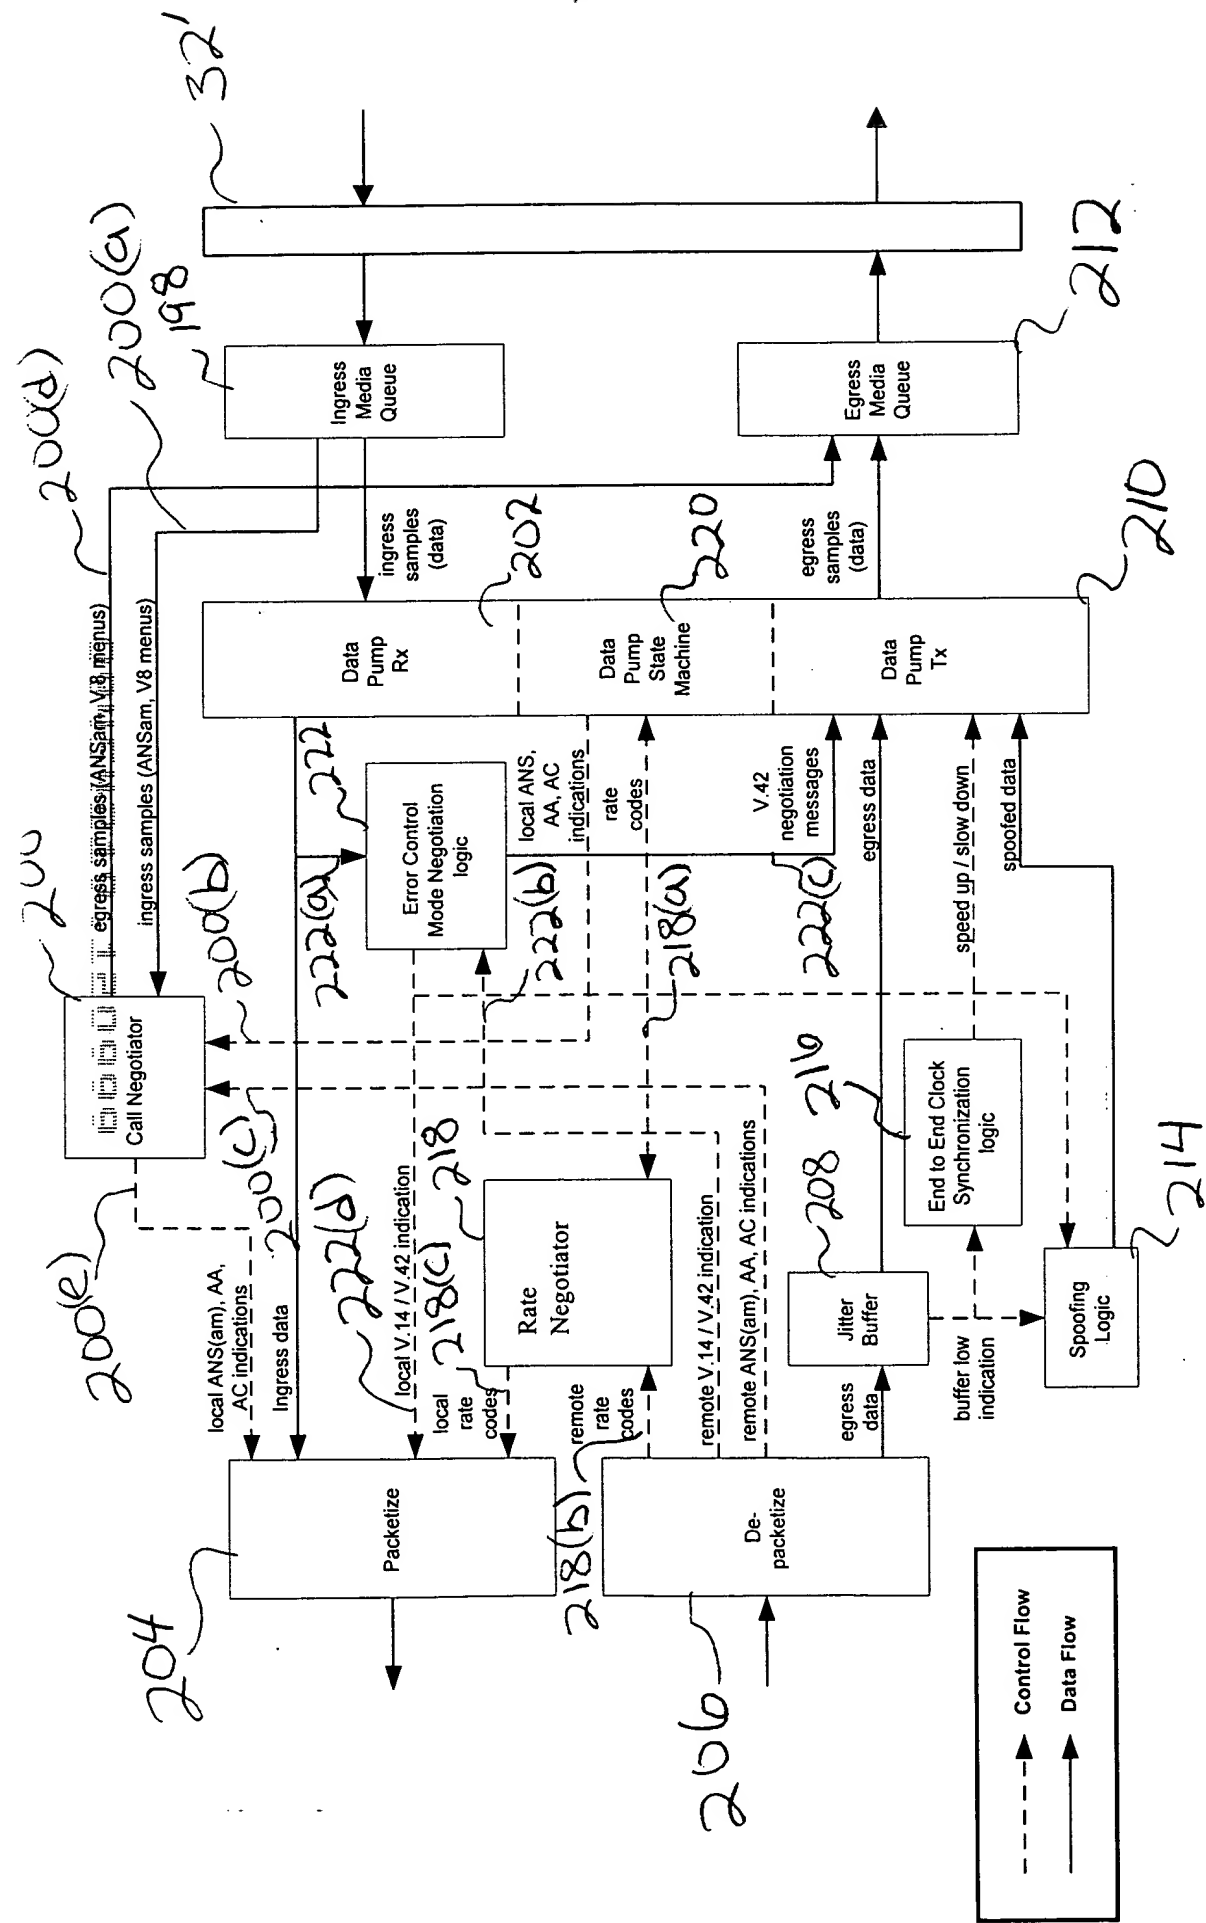 32'
200(d)
200(a)
198
200
egress samples (ANSam, V.8 menus)
ingress samples (ANSam, V8 menus)
Call Negotiator
200(b)
200(c)
200(e)
local ANS(am), AA,
AC indications
Ingress data
Ingress
Media
Queue
ingress
samples
(data)
Egress
Media
Queue
212
egress
samples
(data)
Data
Pump
Rx
202
Data
Pump
State
Machine
220
Data
Pump
Tx
210
222
222(a)
Error Control
Mode Negotiation
logic
222(b)
local ANS,
AA, AC
indications
rate
codes
218(a)
V.42
negotiation
messages
222(c)
egress data
speed up / slow down
spoofed data
222(d)
local V.14 / V.42 indication
218(c)
218
local
rate
codes
Rate
Negotiator
remote
rate
codes
218(b)
remote V.14 / V.42 indication
remote ANS(am), AA, AC indications
208
Jitter
Buffer
egress
data
216
End to End Clock
Synchronization
logic
buffer low
indication
Spoofing
Logic
214
Packetize
204
De-
packetize
206
Control Flow
Data Flow